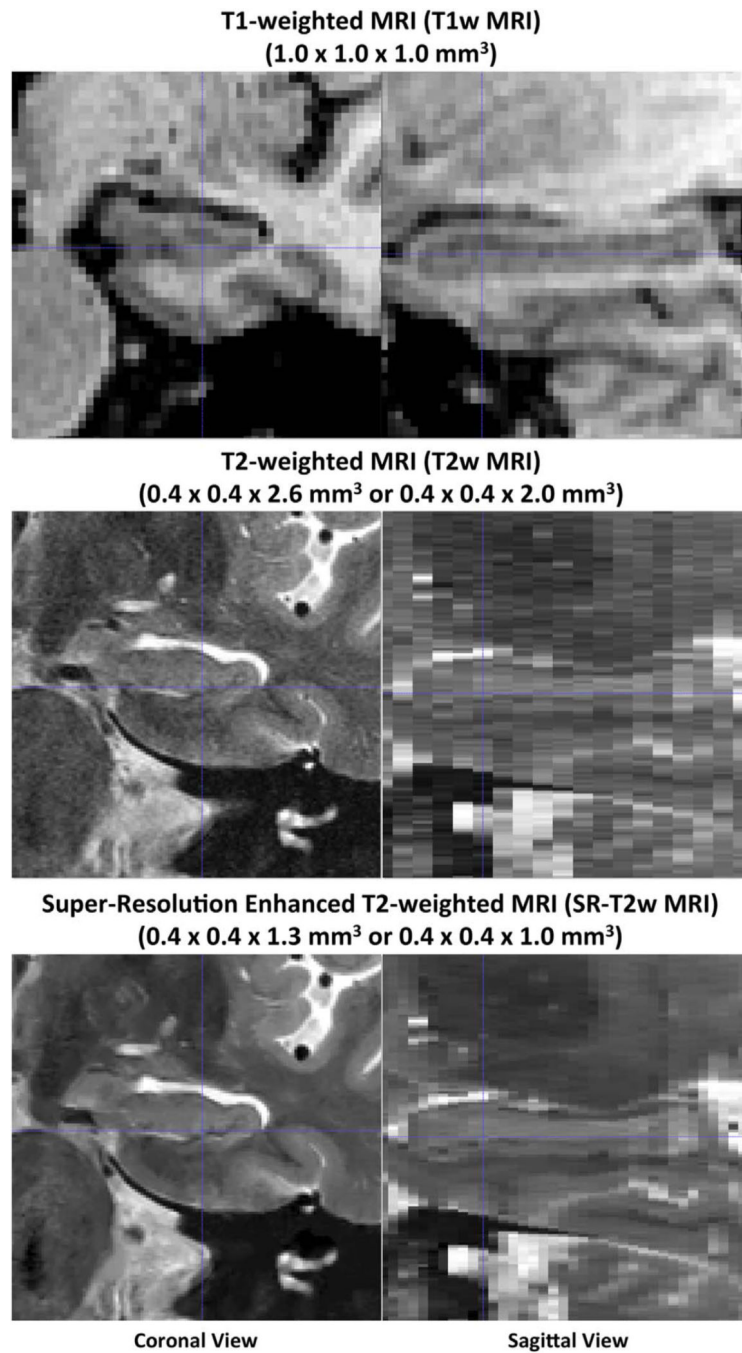 T1-weighted MRI (T1w MRI)
(1.0 x 1.0 x 1.0 mm³)
T2-weighted MRI (T2w MRI)
(0.4 x 0.4 x 2.6 mm³ or 0.4 x 0.4 x 2.0 mm³)
Super-Resolution Enhanced T2-weighted MRI (SR-T2w MRI)
(0.4 x 0.4 x 1.3 mm³ or 0.4 x 0.4 x 1.0 mm³)
Coronal View
Sagittal View